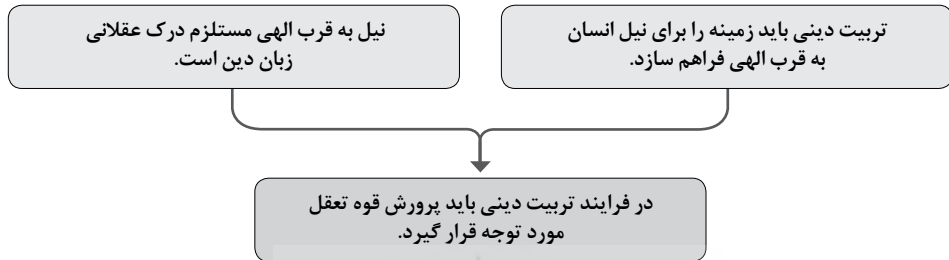 تربیت دینی باید زمینه را برای نیل انسان
به قرب الهی فراهم سازد.
نیل به قرب الهی مستلزم درک عقلانی
زبان دین است.
در فرایند تربیت دینی باید پرورش قوه تعقل
مورد توجه قرار گیرد.